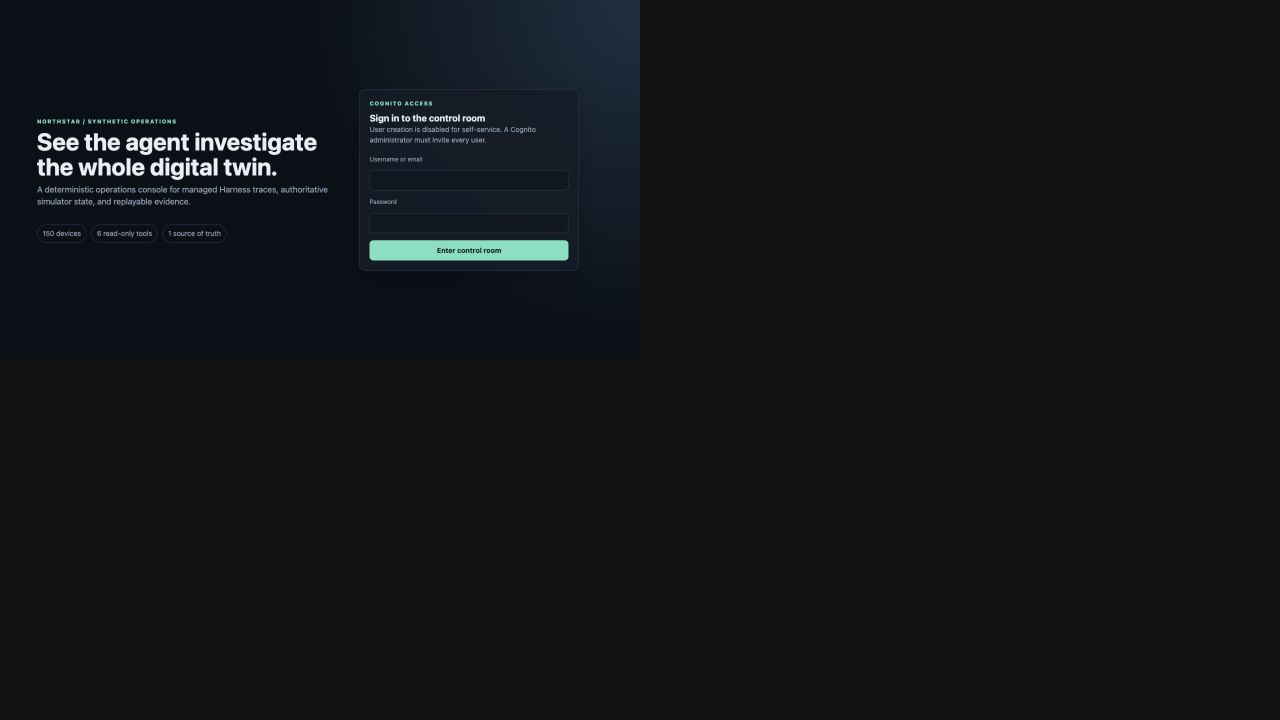 NORTHSTAR / SYNTHETIC OPERATIONS
See the agent investigate
the whole digital twin.
A deterministic operations console for managed Harness traces, authoritative
simulator state, and replayable evidence.
150 devices
6 read-only tools
1 source of truth
COGNITO ACCESS
Sign in to the control room
User creation is disabled for self-service. A Cognito
administrator must invite every user.
Username or email
Password
Enter control room